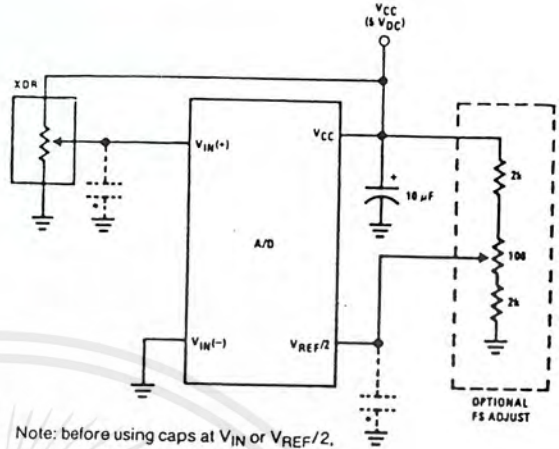 VCC
(5 VDC)
XDR
VIN(+)
VCC
2k
+
10 µF
A/D
100
2k
VIN(-)
VREF/2
*
*
OPTIONAL
FS ADJUST
Note: before using caps at VIN or VREF/2,